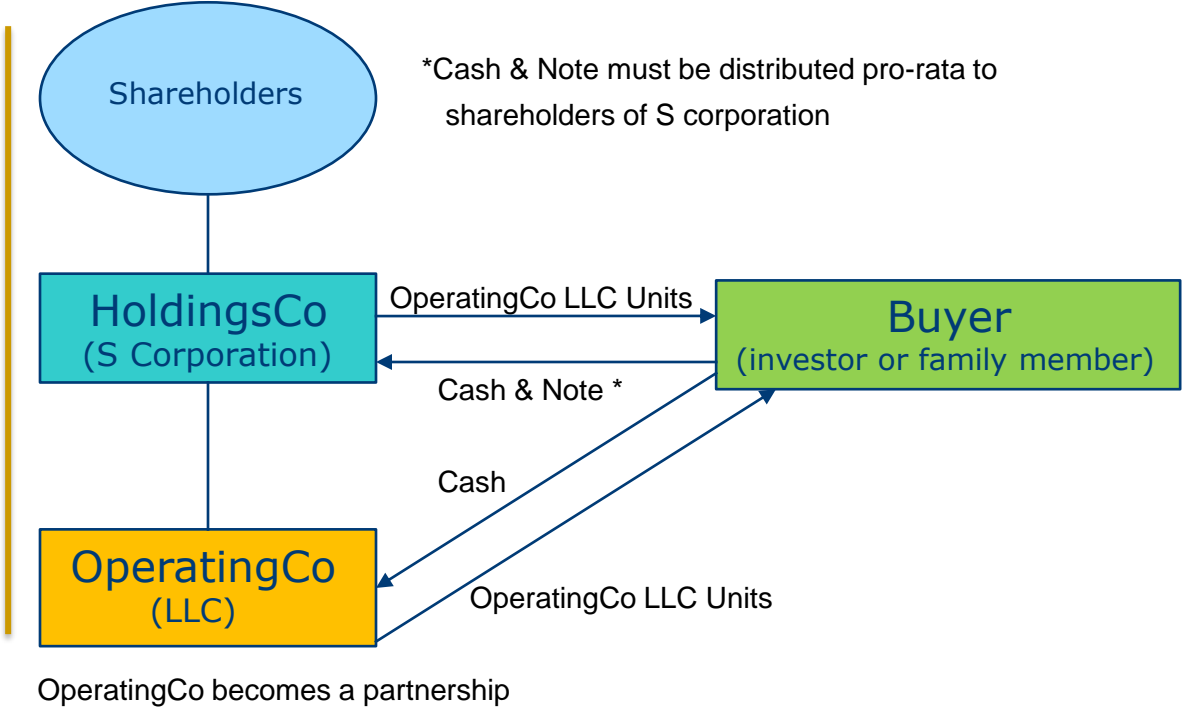 Shareholders
*Cash & Note must be distributed pro-rata to
shareholders of S corporation
HoldingsCo
(S Corporation)
OperatingCo LLC Units
Buyer
(investor or family member)
Cash & Note *
Cash
OperatingCo
(LLC)
OperatingCo LLC Units
OperatingCo becomes a partnership